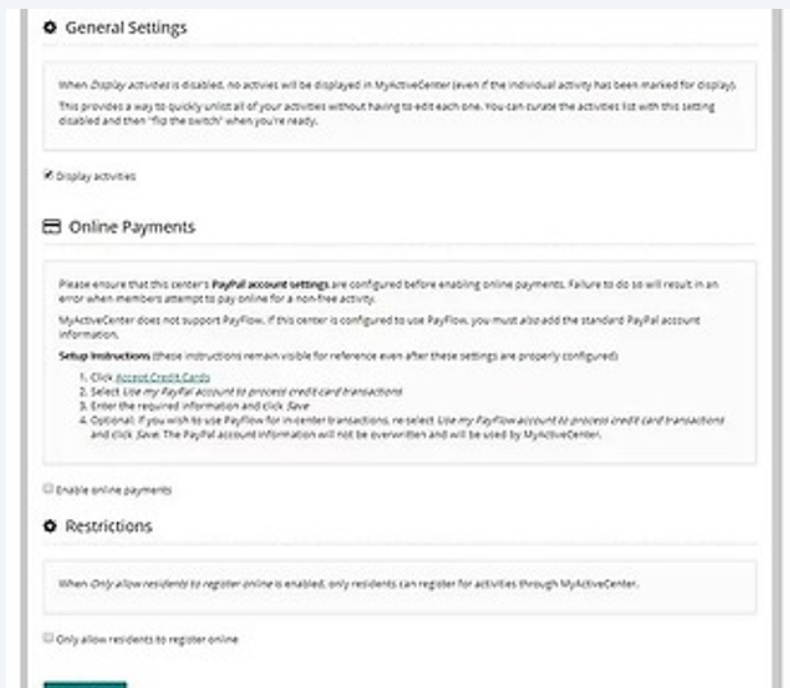 General Settings
When Display activities is disabled, no activies will be displayed in MyActiveCenter (even if the individual activity has been marked for display).
This provides a way to quickly unlist all of your activities without having to edit each one. You can curate the activities list with this setting
disabled and then "flip the switch" when you're ready.
Display activities
Online Payments
Please ensure that this center's PayPal account settings are configured before enabling online payments. Failure to do so will result in an
error when members attempt to pay online for a non-free activity.
MyActiveCenter does not support PayFlow. If this center is configured to use PayFlow, you must also add the standard PayPal account
information.
Setup Instructions (these instructions remain visible for reference even after these settings are properly configured)
1. Click Accept Credit Cards
2. Select Use my PayPal account to process credit card transactions
3. Enter the required information and click Save
4. Optional: If you wish to use Payflow for in-center transactions, re-select Use my Payflow account to process credit card transactions
and click Save. The PayPal account information will not be overwritten and will be used by MyActiveCenter.
Enable online payments
Restrictions
When Only allow residents to register online is enabled, only residents can register for activities through MyActiveCenter.
Only allow residents to register online